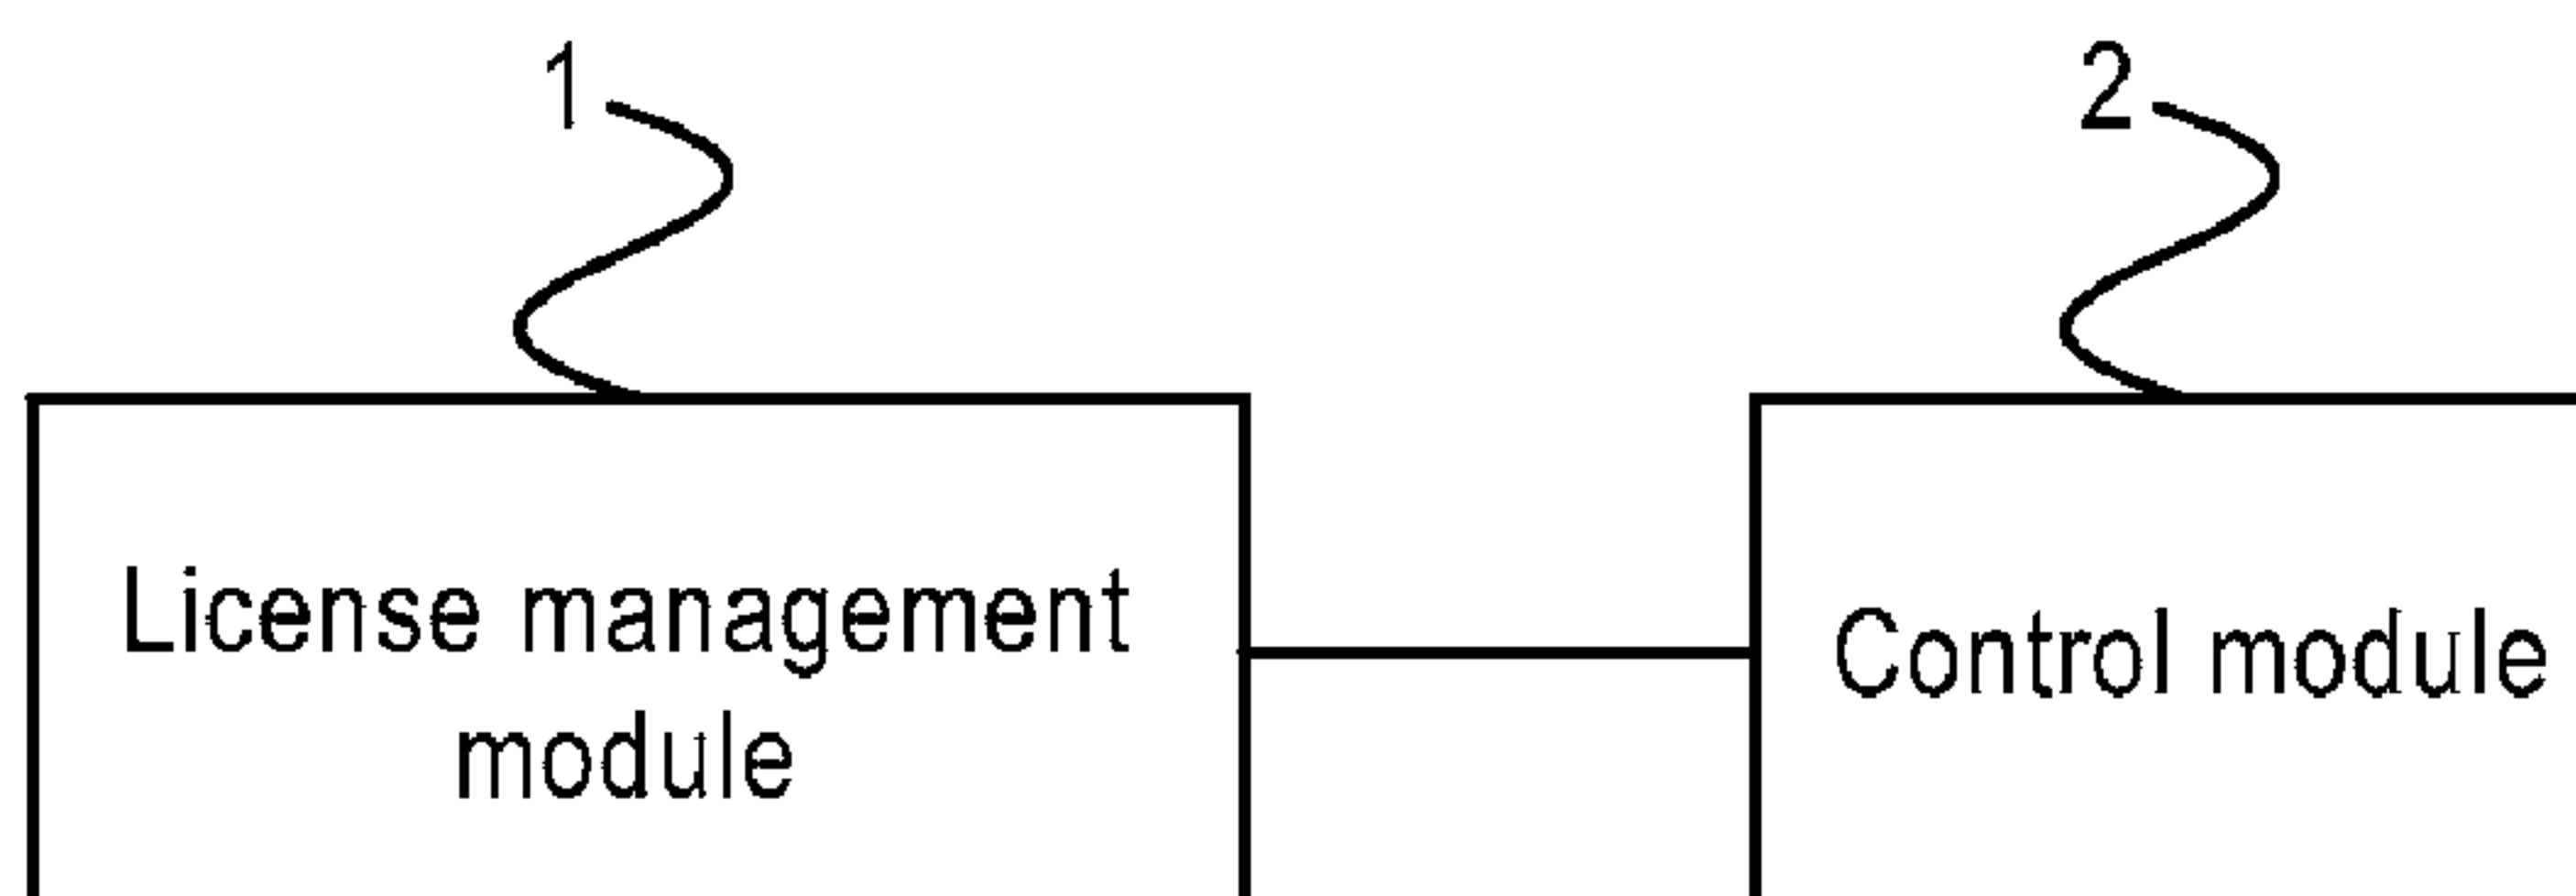 1
2
License management
module
Control module